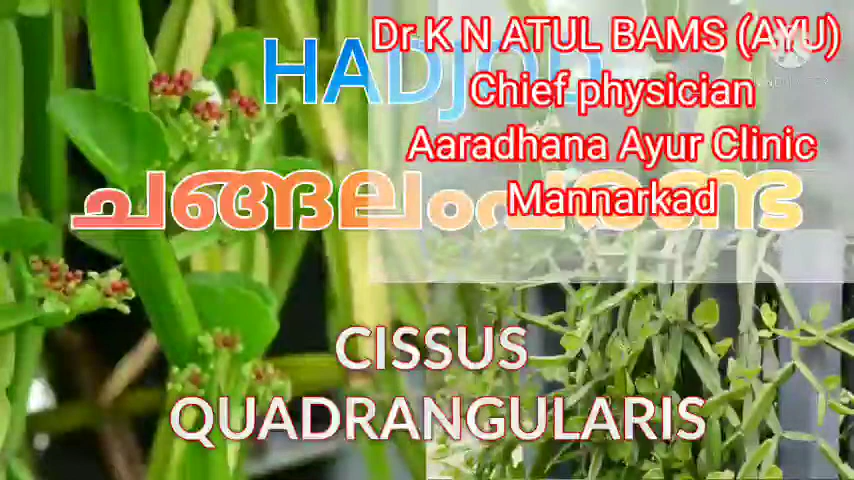 HADJOD
Dr K N ATUL BAMS (AYU)
Chief physician
Aaradhana Ayur Clinic
Mannarkad
ചങ്ങലംപരണ്ട
CISSUS
QUADRANGULARIS